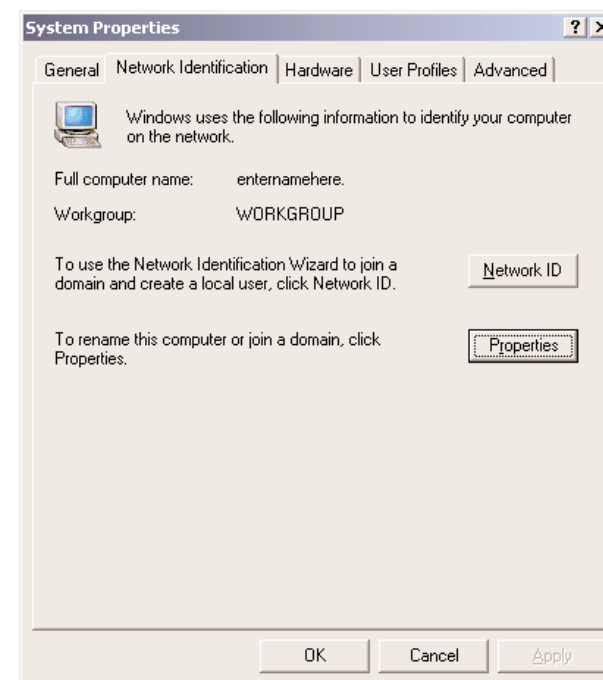 System Properties
General Network Identification Hardware User Profiles Advanced
Windows uses the following information to identify your computer
on the network.
Full computer name: enternamehere.
Workgroup: WORKGROUP
To use the Network Identification Wizard to join a
domain and create a local user, click Network ID.
Network ID
To rename this computer or join a domain, click
Properties.
Properties
OK Cancel Apply